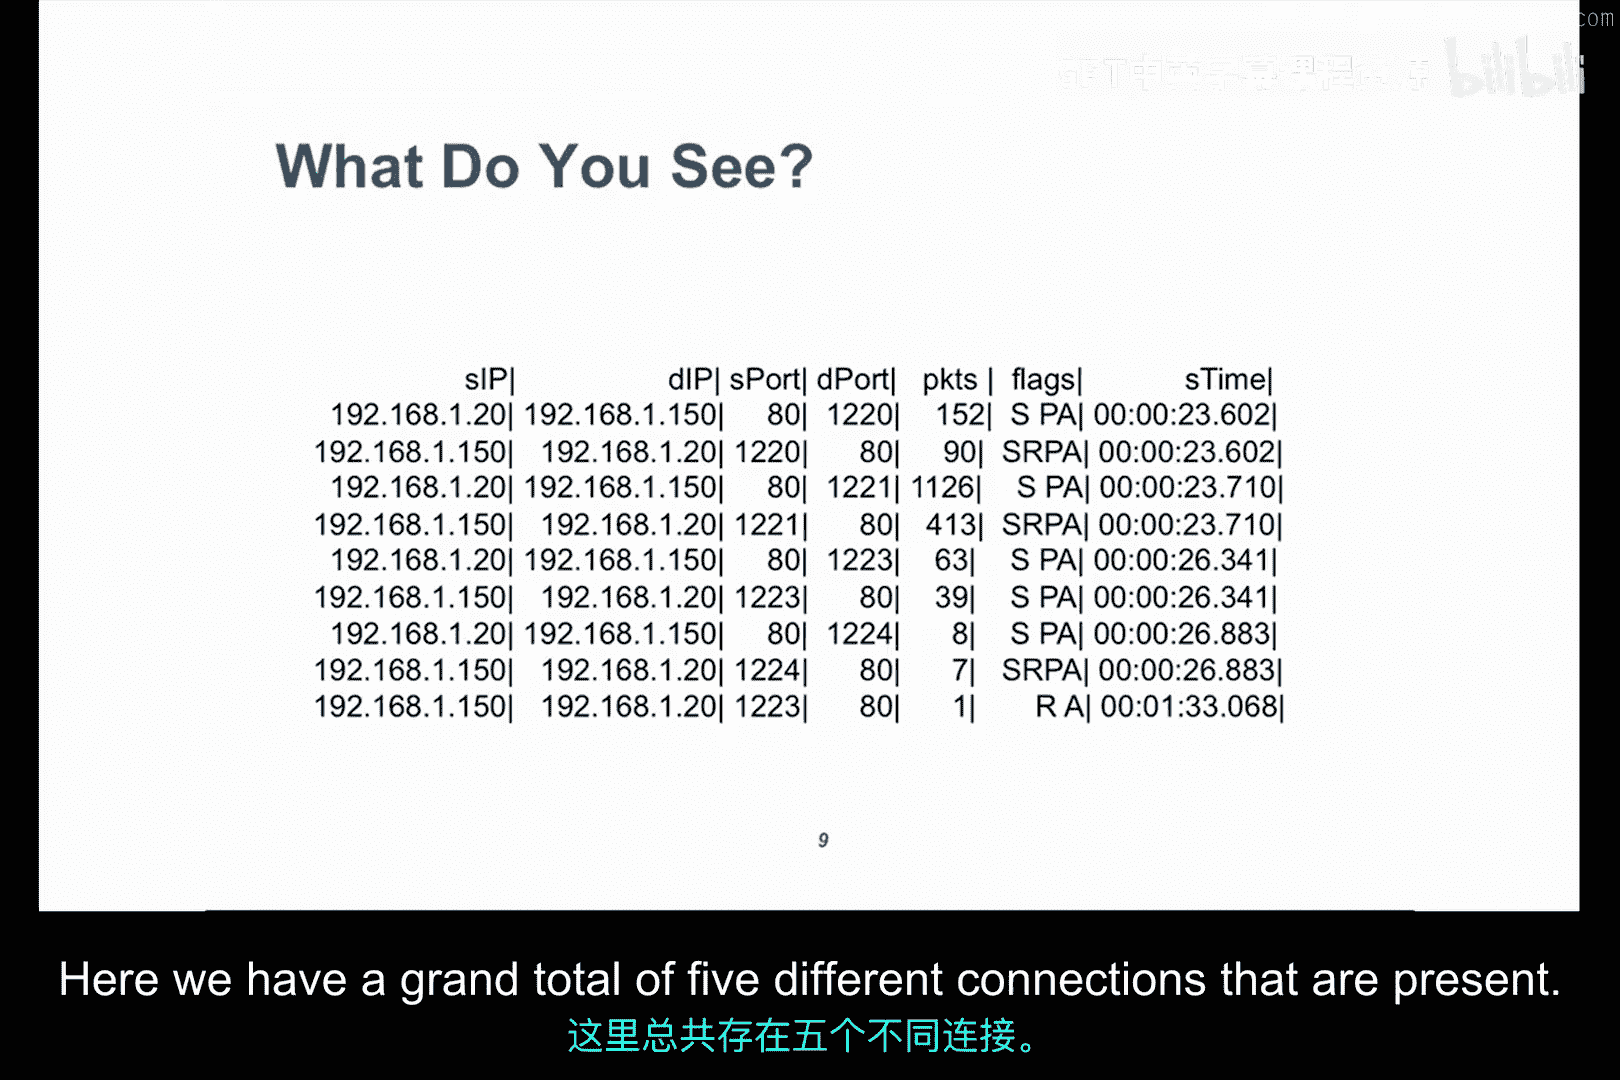 com
bilibili
What Do You See?
sIP| dIP| sPort| dPort| pkts | flags| sTime|
192.168.1.20| 192.168.1.150| 80| 1220| 152| S PA| 00:00:23.602|
192.168.1.150| 192.168.1.20| 1220| 80| 90| SRPA| 00:00:23.602|
192.168.1.20| 192.168.1.150| 80| 1221| 1126| S PA| 00:00:23.710|
192.168.1.150| 192.168.1.20| 1221| 80| 413| SRPA| 00:00:23.710|
192.168.1.20| 192.168.1.150| 80| 1223| 63| S PA| 00:00:26.341|
192.168.1.150| 192.168.1.20| 1223| 80| 39| S PA| 00:00:26.341|
192.168.1.20| 192.168.1.150| 80| 1224| 8| S PA| 00:00:26.883|
192.168.1.150| 192.168.1.20| 1224| 80| 7| SRPA| 00:00:26.883|
192.168.1.150| 192.168.1.20| 1223| 80| 1| R A| 00:01:33.068|
9
Here we have a grand total of five different connections that are present.
这里总共存在五个不同连接。